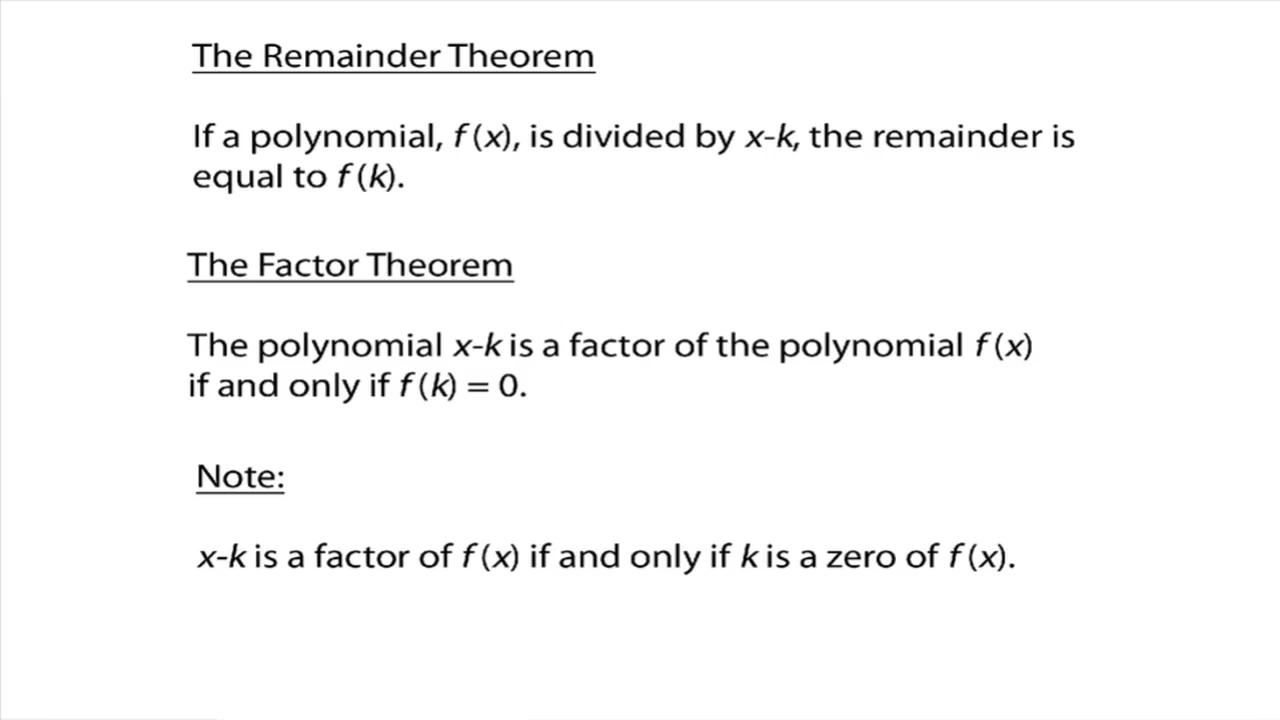 The Remainder Theorem
If a polynomial, f(x), is divided by x-k, the remainder is
equal to f(k).
The Factor Theorem
The polynomial x-k is a factor of the polynomial f(x)
if and only if f(k) = 0.
Note:
x-k is a factor of f(x) if and only if k is a zero of f(x).